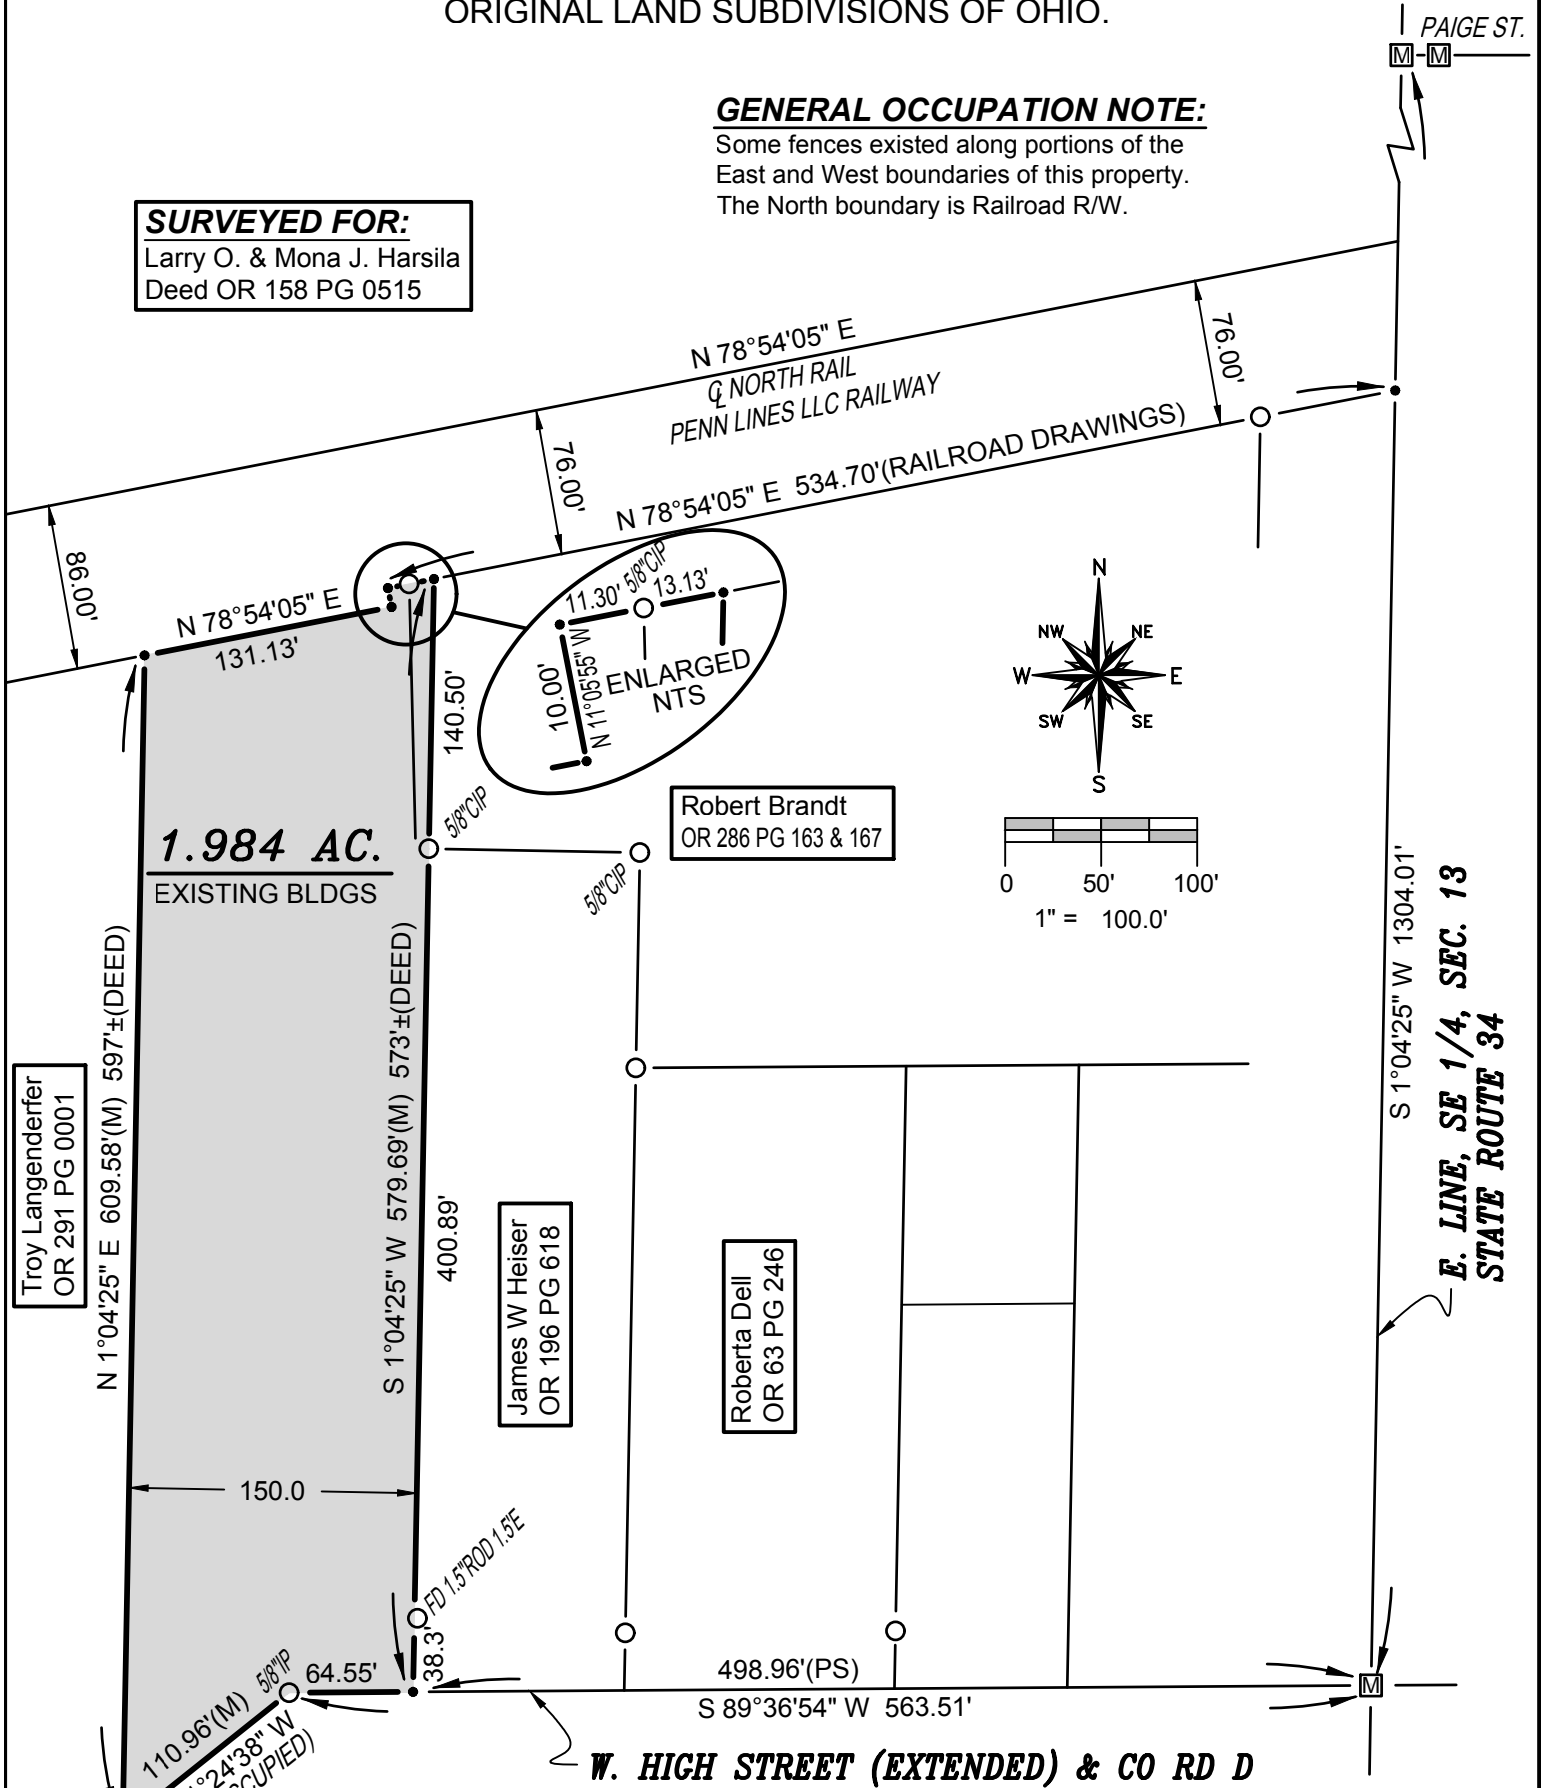 ORIGINAL LAND SUBDIVISIONS OF OHIO.
PAIGE ST.
M
M
GENERAL OCCUPATION NOTE:
Some fences existed along portions of the
East and West boundaries of this property.
The North boundary is Railroad R/W.
SURVEYED FOR:
Larry O. & Mona J. Harsila
Deed OR 158 PG 0515
N 78°54'05" E
℄ NORTH RAIL
PENN LINES LLC RAILWAY
76.00'
76.00'
N 78°54'05" E 534.70'(RAILROAD DRAWINGS)
86.00'
N 78°54'05" E
131.13'
11.30'
5/8"CIP
13.13'
10.00'
N 11°05'55" W
ENLARGED
NTS
140.50'
5/8"CIP
5/8"CIP
Robert Brandt
OR 286 PG 163 & 167
N
NE
E
SE
S
SW
W
NW
0 50' 100'
1" = 100.0'
1.984 AC.
EXISTING BLDGS
Troy Langenderfer
OR 291 PG 0001
N 1°04'25" E 609.58'(M) 597'±(DEED)
S 1°04'25" W 579.69'(M) 573'±(DEED)
400.89'
James W Heiser
OR 196 PG 618
Roberta Dell
OR 63 PG 246
S 1°04'25" W 1304.01'
E. LINE, SE 1/4, SEC. 13
STATE ROUTE 34
150.0
FD 1.5"ROD 1.5'E
38.3'
5/8"IP
64.55'
498.96'(PS)
S 89°36'54" W 563.51'
M
110.96'(M)
°24'38" W
W. HIGH STREET (EXTENDED) & CO RD D